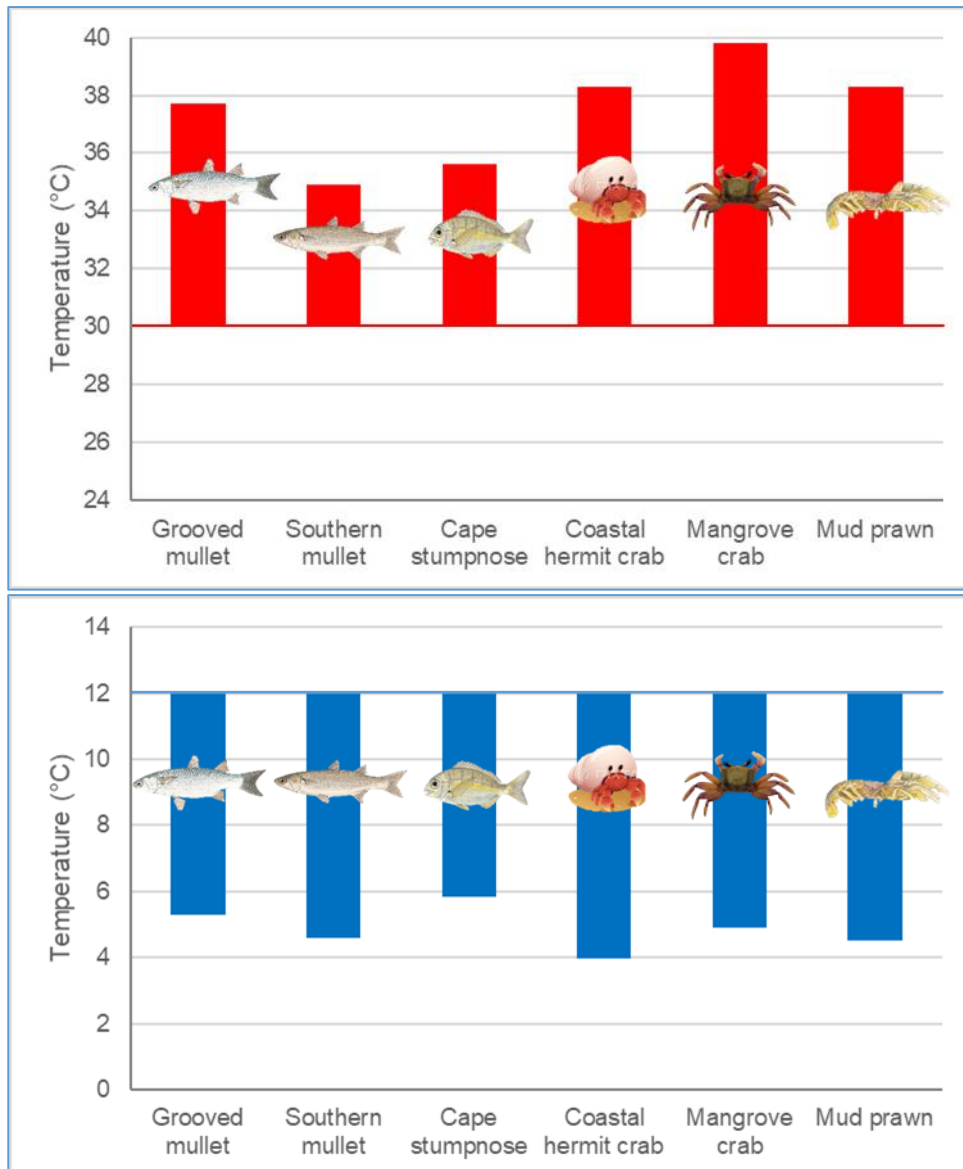 Temperature (°C)
40
38
36
34
32
30
28
26
24
Grooved
mullet
Southern
mullet
Cape
stumpnose
Coastal
hermit crab
Mangrove
crab
Mud prawn
Temperature (°C)
14
12
10
8
6
4
2
0
Grooved
mullet
Southern
mullet
Cape
stumpnose
Coastal
hermit crab
Mangrove
crab
Mud prawn